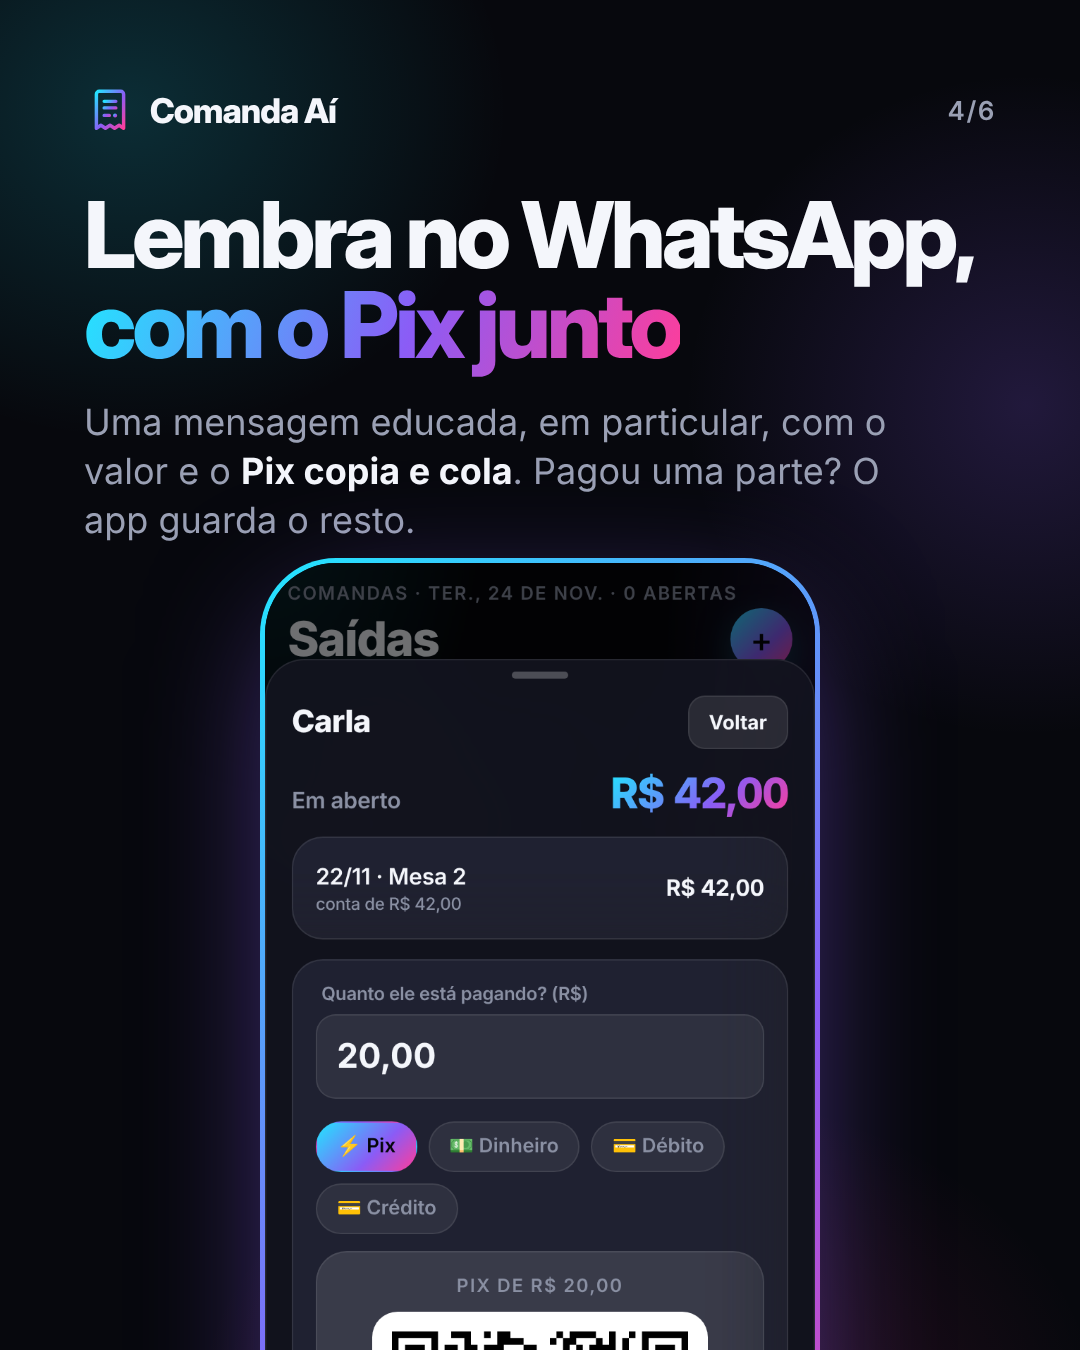 Comanda Aí
4/6
Lembra no WhatsApp,
com o Pix junto
Uma mensagem educada, em particular, com o
valor e o Pix copia e cola. Pagou uma parte? O
app guarda o resto.
COMANDAS · TER., 24 DE NOV. · 0 ABERTAS
Saídas
+
Carla
Voltar
Em aberto
R$ 42,00
22/11 · Mesa 2
conta de R$ 42,00
R$ 42,00
Quanto ele está pagando? (R$)
20,00
⚡ Pix
💵 Dinheiro
💳 Débito
💳 Crédito
PIX DE R$ 20,00